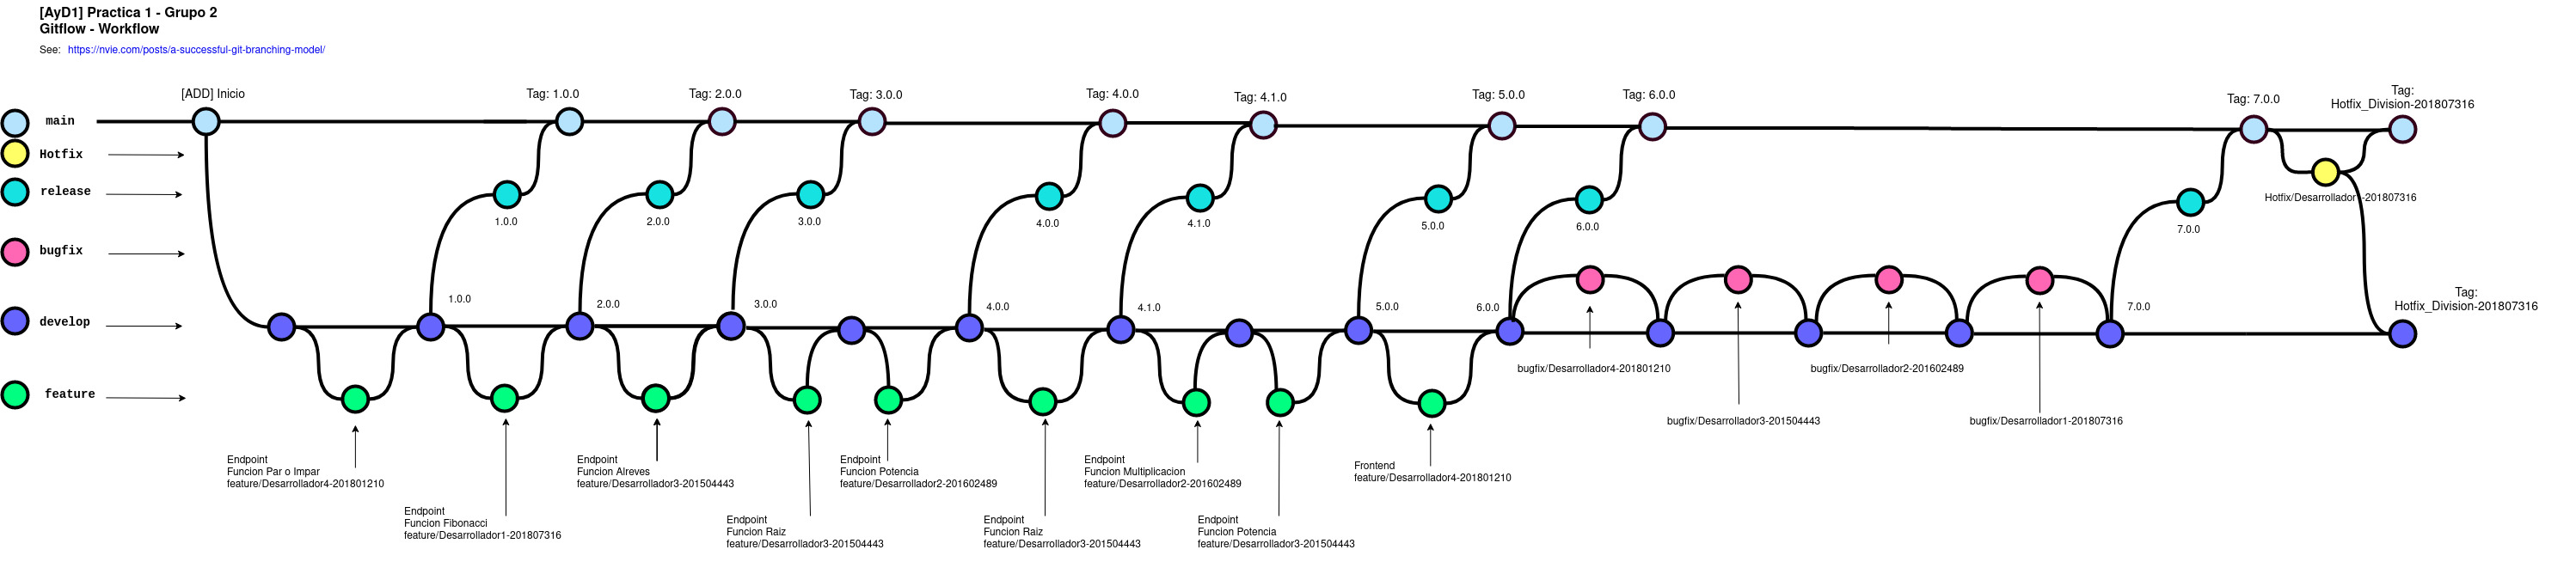 [AyD1] Practica 1 - Grupo 2
Gitflow - Workflow
See: https://nvie.com/posts/a-successful-git-branching-model/
[ADD] Inicio
Tag: 1.0.0
Tag: 2.0.0
Tag: 3.0.0
Tag: 4.0.0
Tag: 4.1.0
Tag: 5.0.0
Tag: 6.0.0
Tag: 7.0.0
Tag:
Hotfix_Division-201807316
main
Hotfix
release
1.0.0
2.0.0
3.0.0
4.0.0
4.1.0
5.0.0
6.0.0
7.0.0
Hotfix/Desarrollador1-201807316
bugfix
develop
1.0.0
2.0.0
3.0.0
4.0.0
4.1.0
5.0.0
6.0.0
7.0.0
Tag:
Hotfix_Division-201807316
bugfix/Desarrollador4-201801210
bugfix/Desarrollador3-201504443
bugfix/Desarrollador2-201602489
bugfix/Desarrollador1-201807316
feature
Endpoint
Funcion Par o Impar
feature/Desarrollador4-201801210
Endpoint
Funcion Fibonacci
feature/Desarrollador1-201807316
Endpoint
Funcion Alreves
feature/Desarrollador3-201504443
Endpoint
Funcion Raiz
feature/Desarrollador3-201504443
Endpoint
Funcion Potencia
feature/Desarrollador2-201602489
Endpoint
Funcion Raiz
feature/Desarrollador3-201504443
Endpoint
Funcion Multiplicacion
feature/Desarrollador2-201602489
Endpoint
Funcion Potencia
feature/Desarrollador3-201504443
Frontend
feature/Desarrollador4-201801210